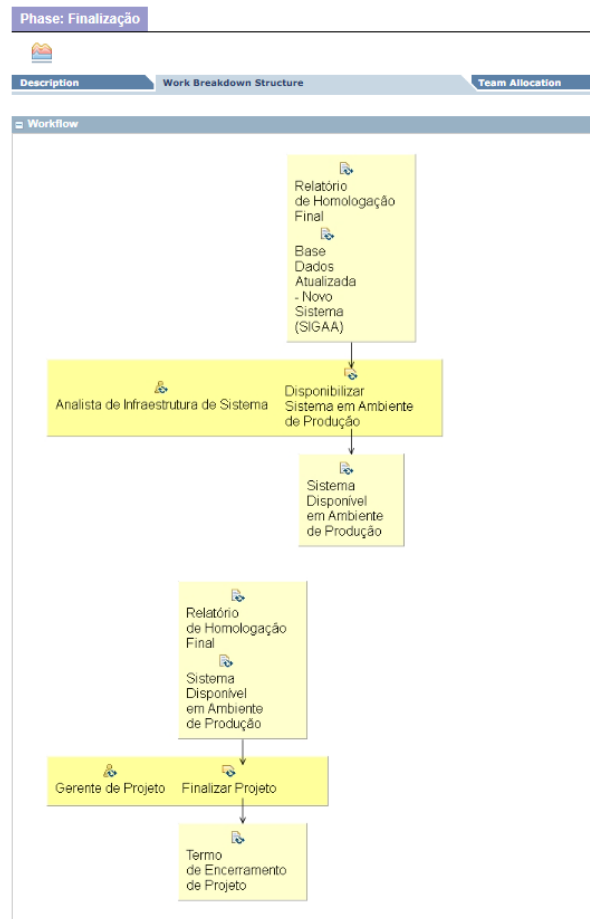 Phase: Finalização
Description
Work Breakdown Structure
Team Allocation
Workflow
Relatório
de Homologação
Final
Base
Dados
Atualizada
- Novo
Sistema
(SIGAA)
Analista de Infraestrutura de Sistema
Disponibilizar
Sistema em Ambiente
de Produção
Sistema
Disponível
em Ambiente
de Produção
Relatório
de Homologação
Final
Sistema
Disponível
em Ambiente
de Produção
Gerente de Projeto
Finalizar Projeto
Termo
de Encerramento
de Projeto